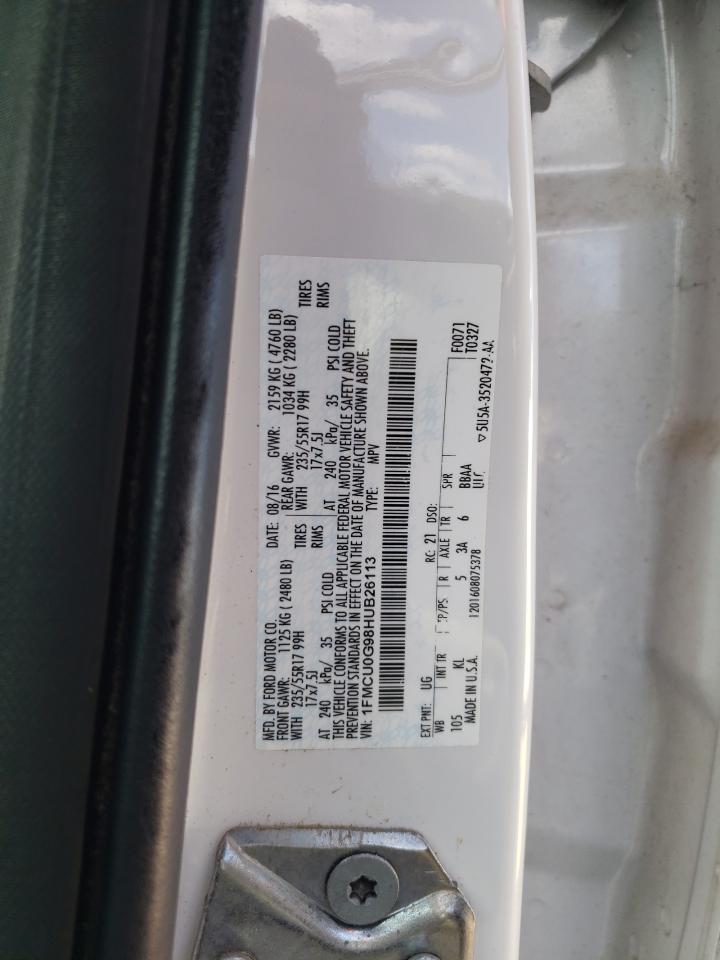 MFD. BY FORD MOTOR CO. DATE: 08/16 GVWR: 2159 KG ( 4760 LB)
FRONT GAWR: 1125 KG ( 2480 LB) REAR GAWR: 1034 KG ( 2280 LB)
WITH 235/55R17 99H TIRES WITH 235/55R17 99H TIRES
17x7.5J RIMS 17x7.5J RIMS
AT 240 kPa/ 35 PSI COLD AT 240 kPa/ 35 PSI COLD
THIS VEHICLE CONFORMS TO ALL APPLICABLE FEDERAL MOTOR VEHICLE SAFETY AND THEFT
PREVENTION STANDARDS IN EFFECT ON THE DATE OF MANUFACTURE SHOWN ABOVE.
VIN: 1FMCU0G98HUB26113 TYPE: MPV
EXT PNT: UG RC: 21 DSO: F0071
WB INT TR TP/PS R AXLE TR SPR T0327
105 KL 5 3A 6 BBAA
MADE IN U.S.A. 1201608075378 ▽ 5U5A-3520472-AA